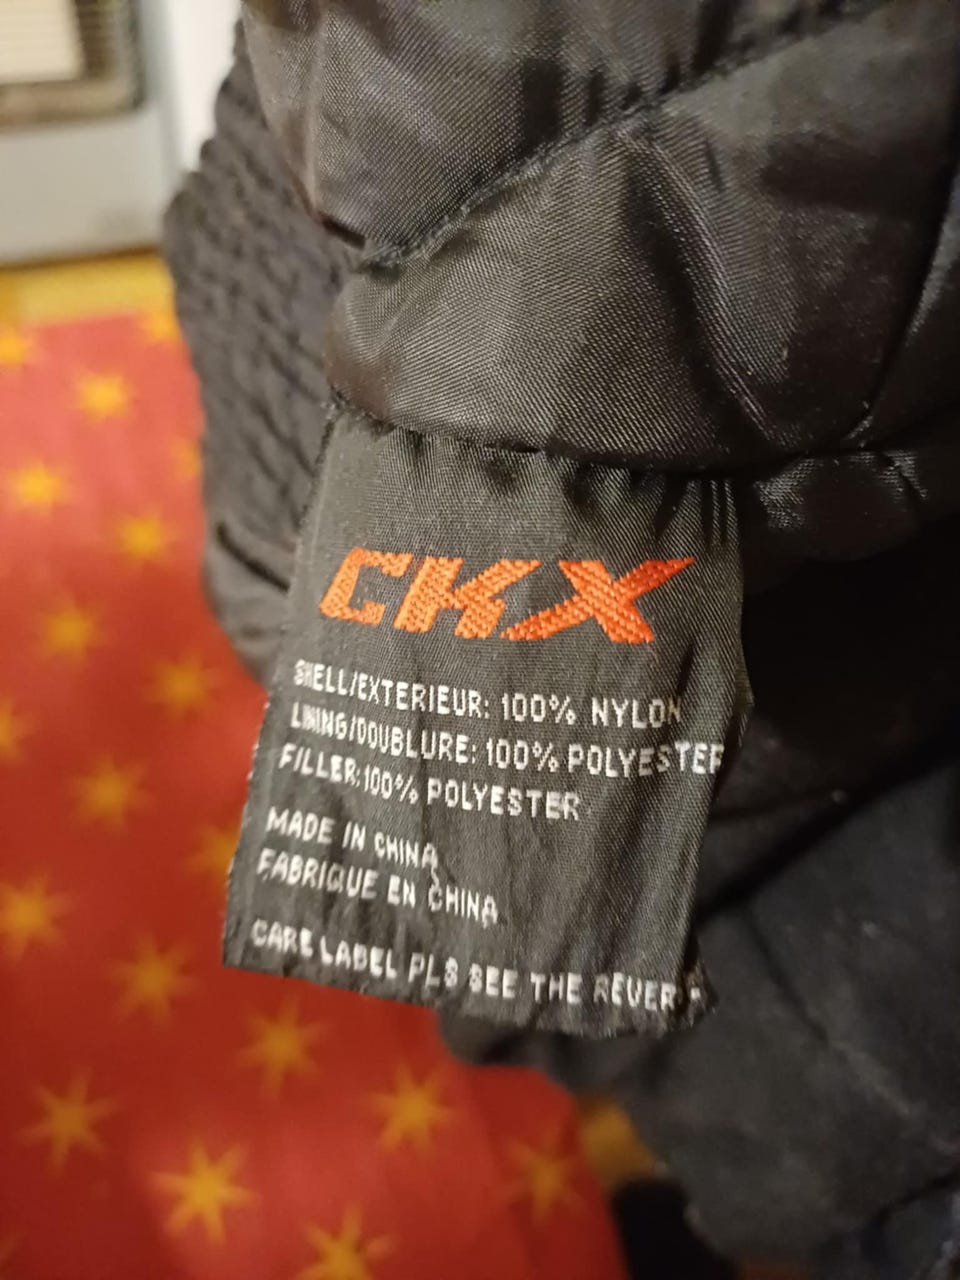 CKX
SHELL/EXTERIEUR: 100% NYLON
LINING/DOUBLURE: 100% POLYESTER
FILLER:100% POLYESTER
MADE IN CHINA
FABRIQUE EN CHINA
CARE LABEL PLS SEE THE REVERSE